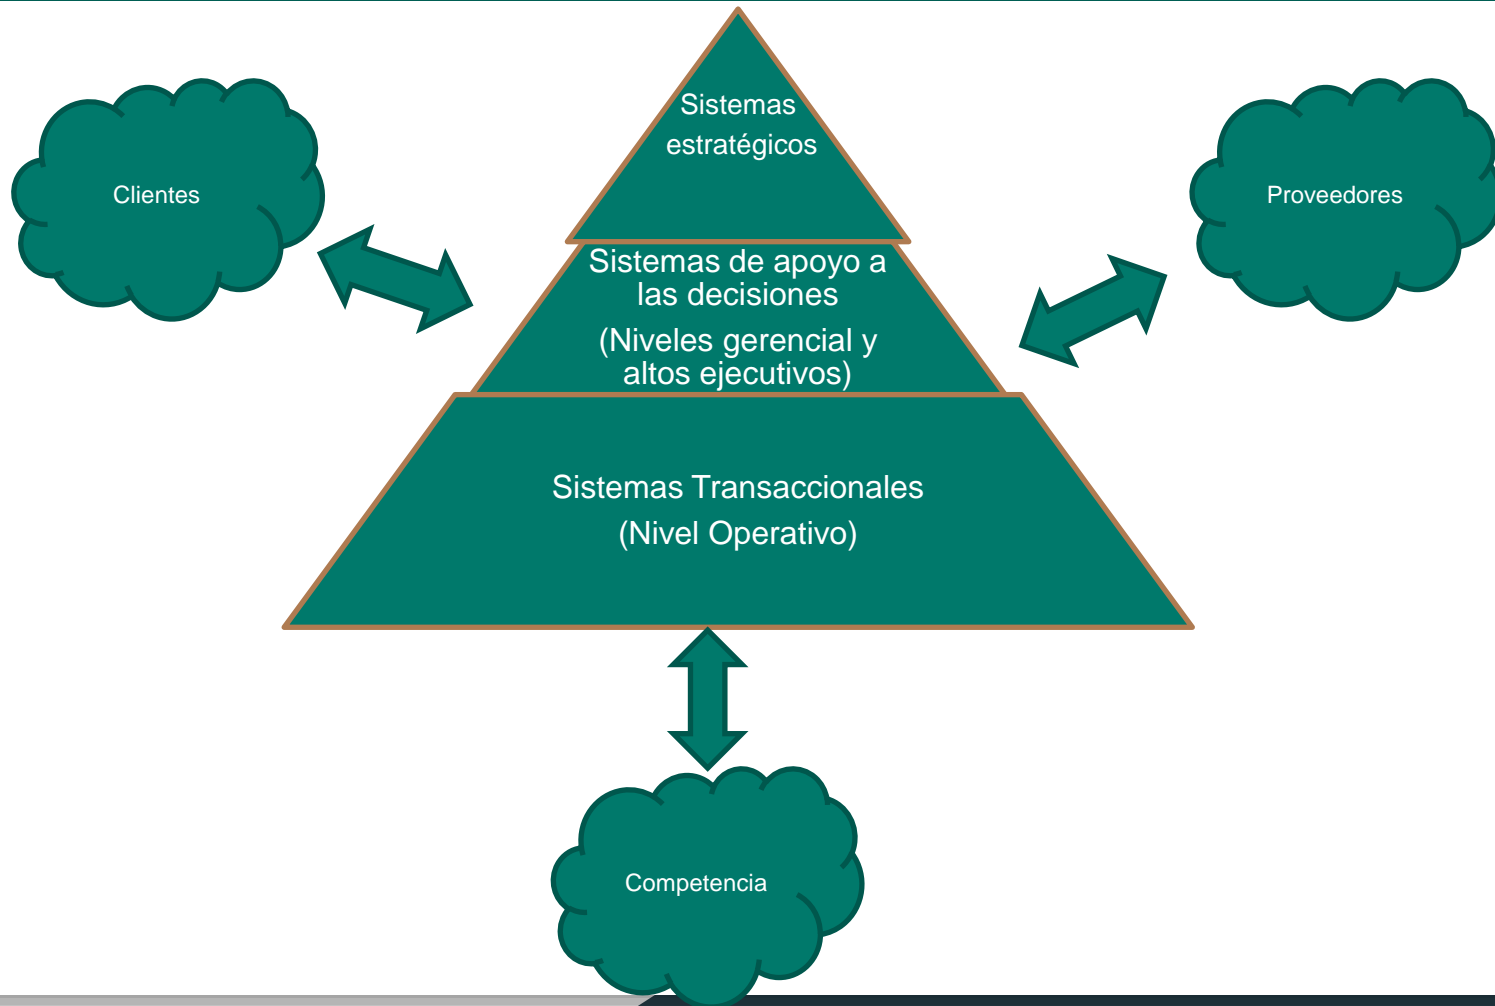 Sistemas
estratégicos
Clientes
Proveedores
Sistemas de apoyo a
las decisiones
(Niveles gerencial y
altos ejecutivos)
Sistemas Transaccionales
(Nivel Operativo)
Competencia